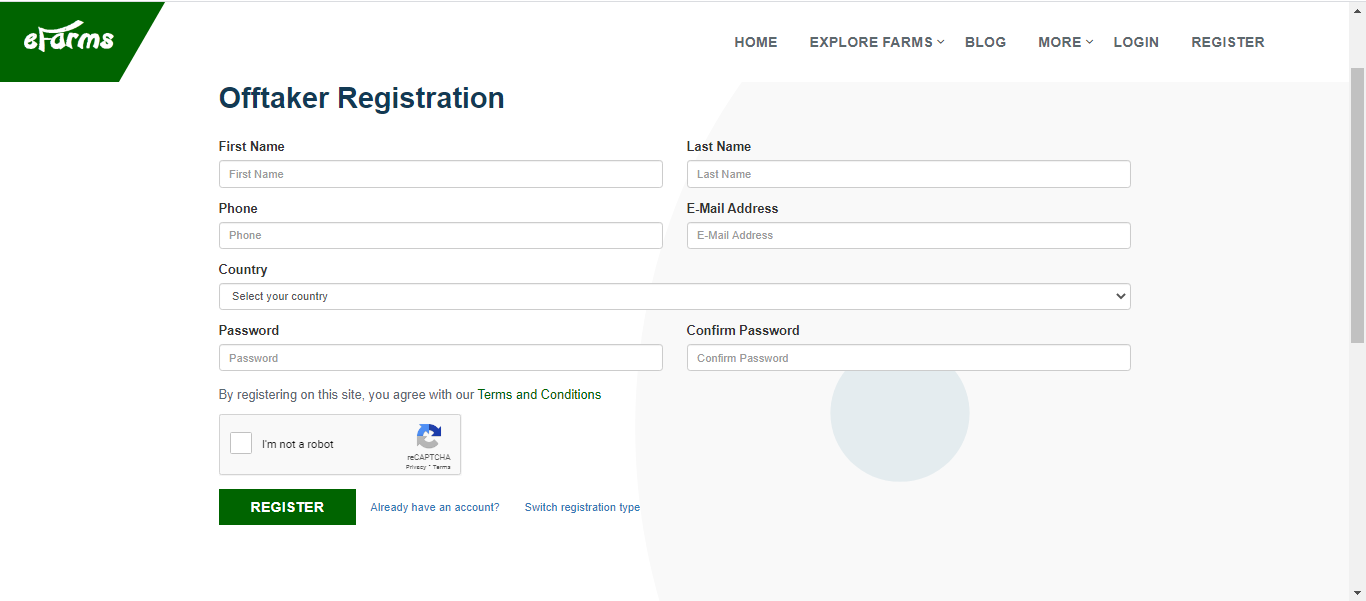 eFarms
HOME EXPLORE FARMS BLOG MORE LOGIN REGISTER
Offtaker Registration
First Name Last Name
First Name Last Name
Phone E-Mail Address
Phone E-Mail Address
Country
Select your country
Password Confirm Password
Password Confirm Password
By registering on this site, you agree with our Terms and Conditions
I'm not a robot
reCAPTCHA
Privacy - Terms
REGISTER Already have an account? Switch registration type